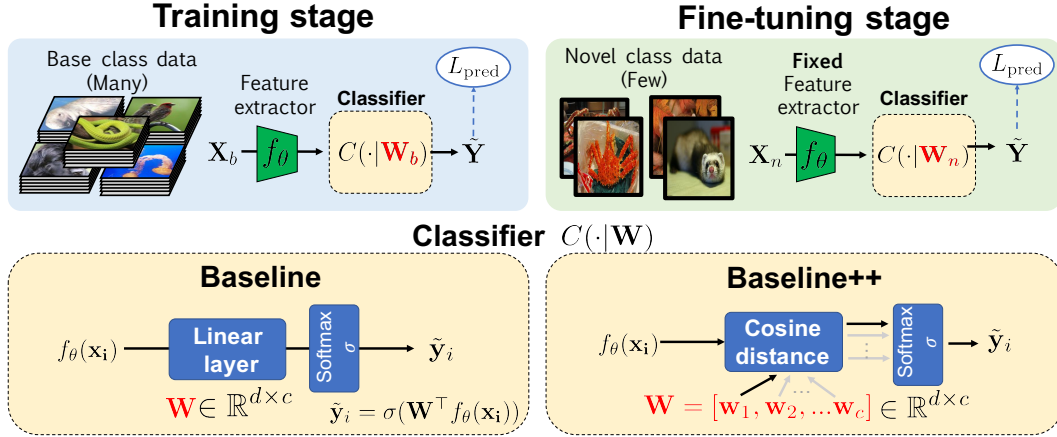 Training stage
Base class data
(Many)
Feature
extractor
Classifier
L_pred
X_b
f_θ
C(·|W_b)
Ỹ
Fine-tuning stage
Novel class data
(Few)
Fixed
Feature
extractor
Classifier
L_pred
X_n
f_θ
C(·|W_n)
Ỹ
Classifier C(·|W)
Baseline
f_θ(x_i)
Linear
layer
Softmax
σ
ỹ_i
W ∈ ℝ^{d×c}
ỹ_i = σ(W^⊤ f_θ(x_i))
Baseline++
f_θ(x_i)
Cosine
distance
...
Softmax
σ
ỹ_i
...
W = [w_1, w_2, ...w_c] ∈ ℝ^{d×c}